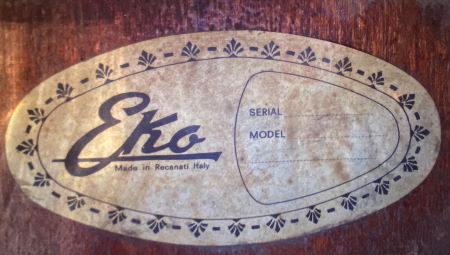 Eko
Made in Recanati Italy
SERIAL
MODEL